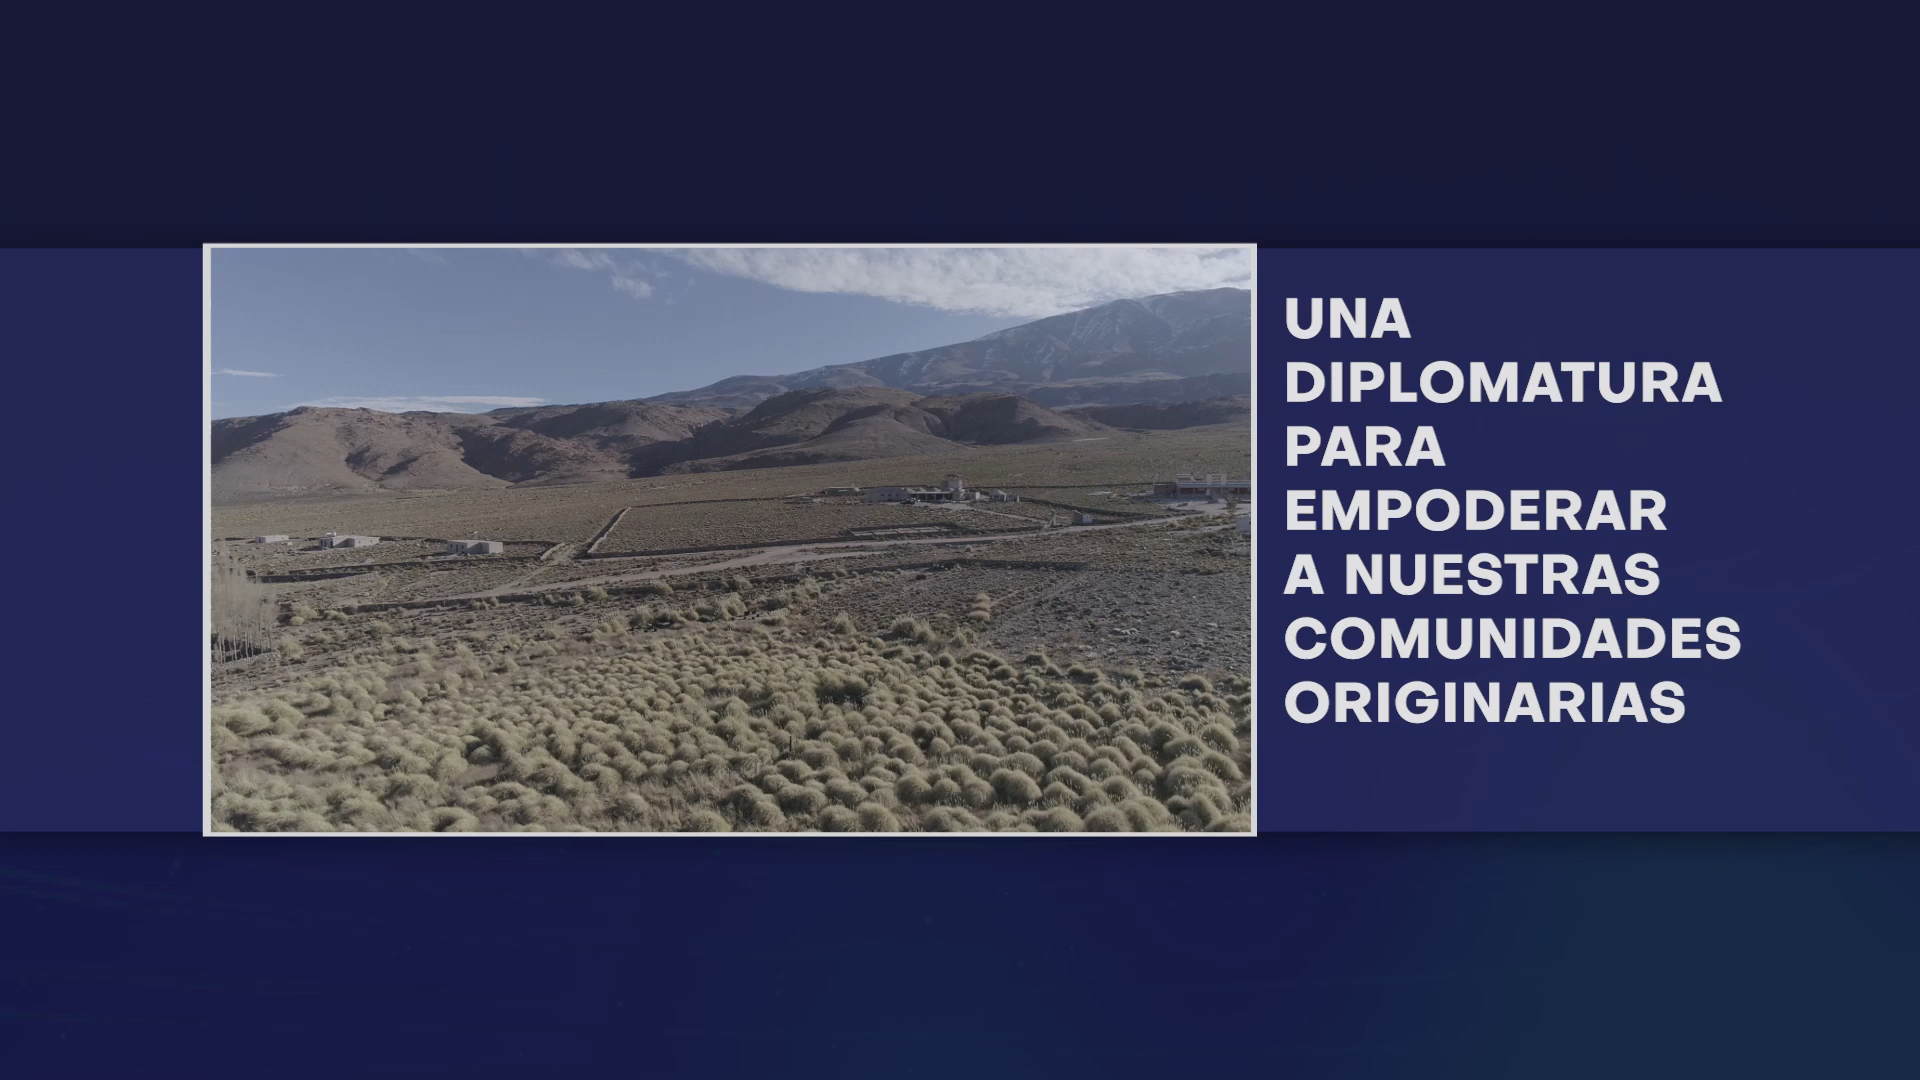 UNA
DIPLOMATURA
PARA
EMPODERAR
A NUESTRAS
COMUNIDADES
ORIGINARIAS